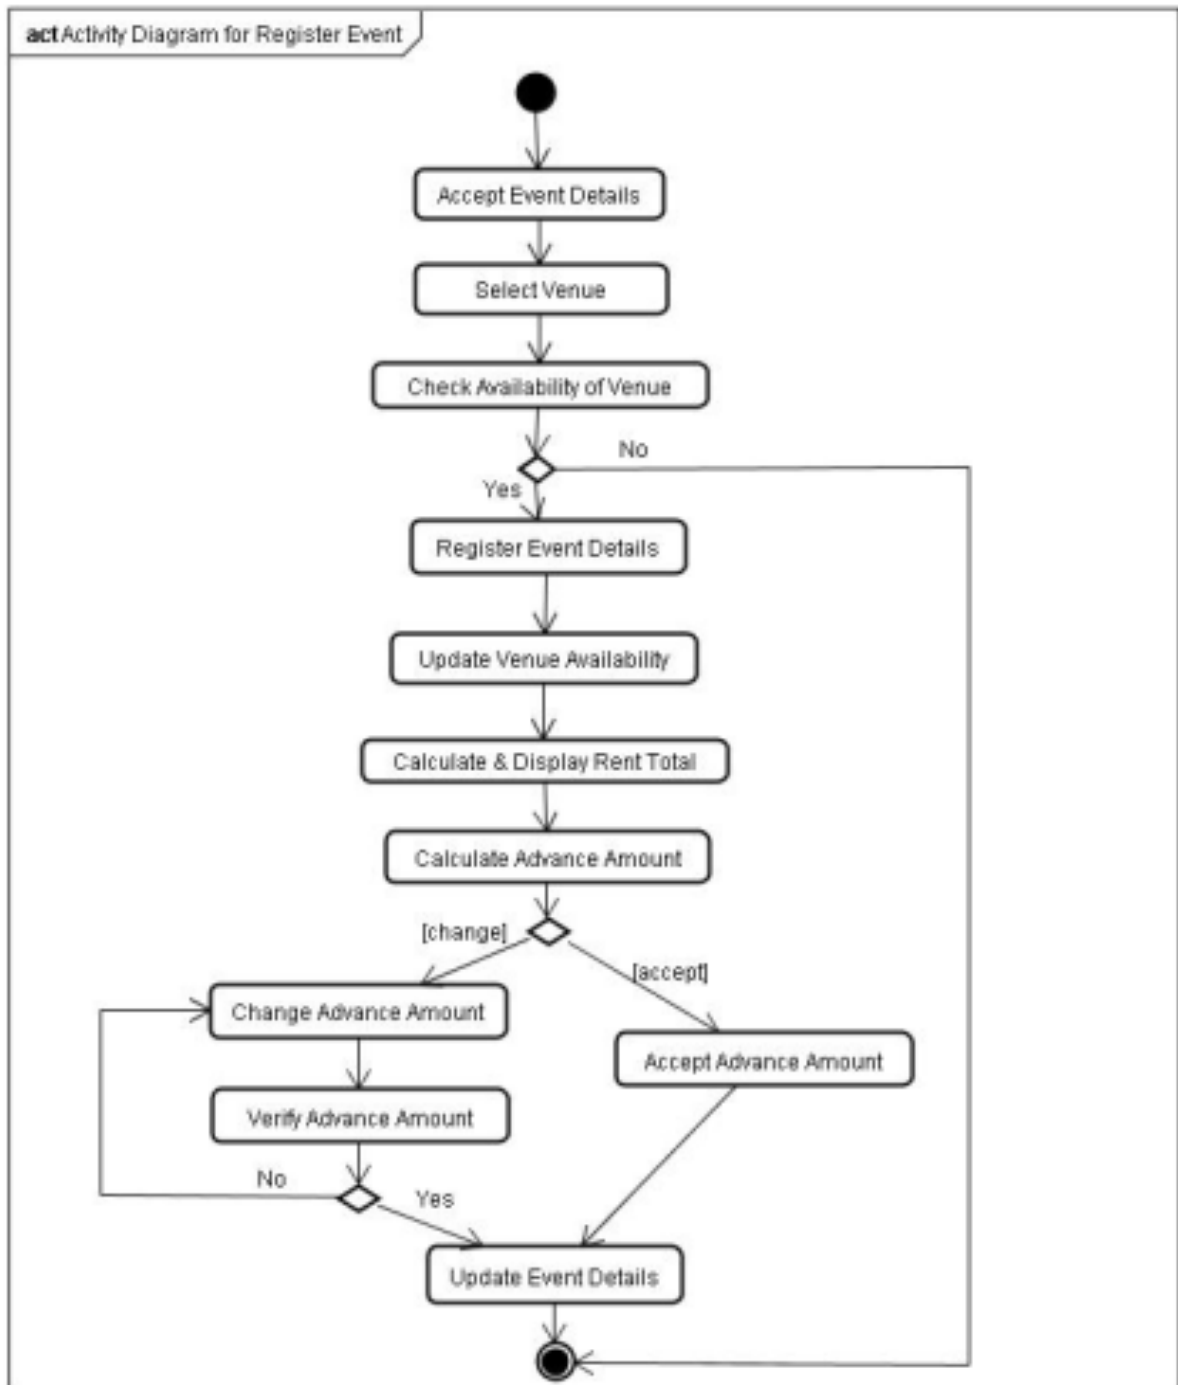 act Activity Diagram for Register Event
Accept Event Details
Select Venue
Check Availability of Venue
No
Yes
Register Event Details
Update Venue Availability
Calculate & Display Rent Total
Calculate Advance Amount
[change]
[accept]
Change Advance Amount
Accept Advance Amount
Verify Advance Amount
No
Yes
Update Event Details